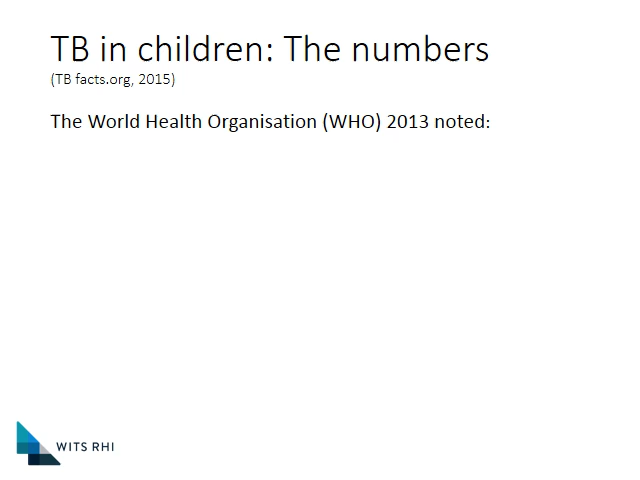 TB in children: The numbers
(TB facts.org, 2015)
The World Health Organisation (WHO) 2013 noted:
WITS RHI